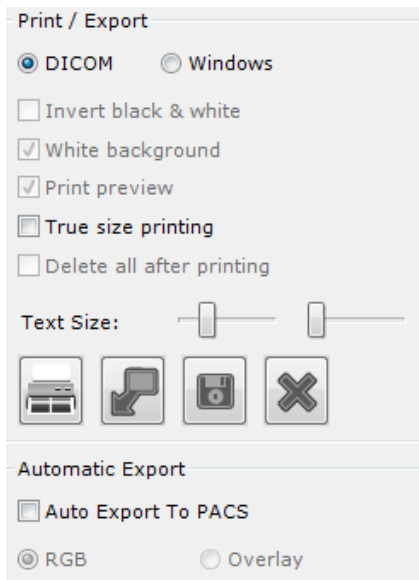 Print / Export
DICOM Windows
Invert black & white
White background
Print preview
True size printing
Delete all after printing
Text Size:
Automatic Export
Auto Export To PACS
RGB Overlay